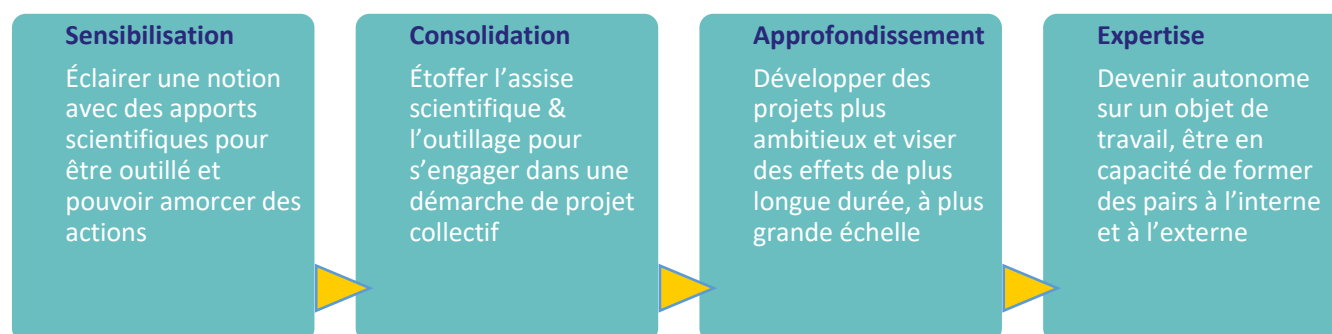 Sensibilisation
Éclairer une notion
avec des apports
scientifiques pour
être outillé et
pouvoir amorcer des
actions
Consolidation
Étoffer l’assise
scientifique &
l’outillage pour
s’engager dans une
démarche de projet
collectif
Approfondissement
Développer des
projets plus
ambitieux et viser
des effets de plus
longue durée, à plus
grande échelle
Expertise
Devenir autonome
sur un objet de
travail, être en
capacité de former
des pairs à l’interne
et à l’externe